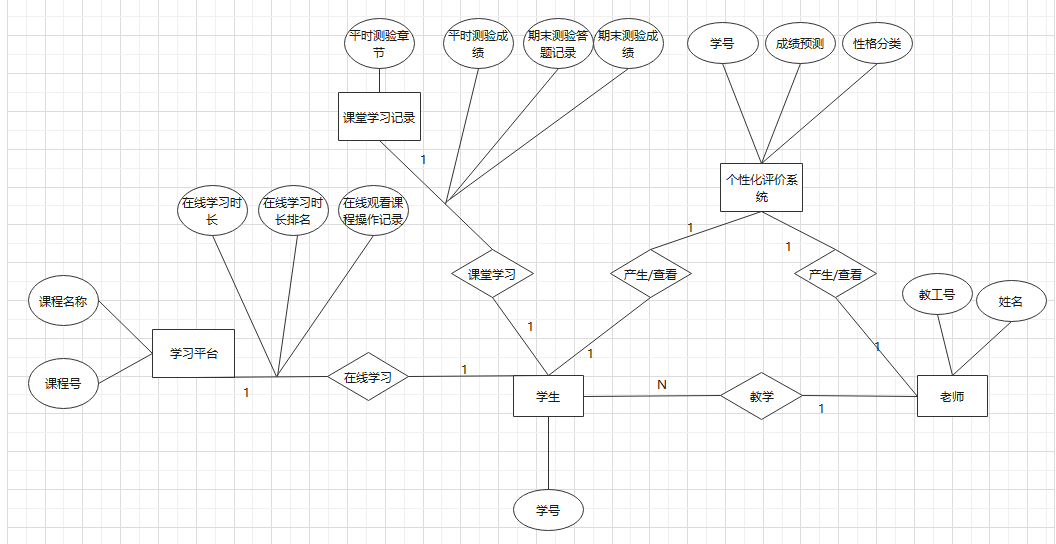 平时测验章
节
平时测验成
绩
期末测验答
题记录
期末测验成
绩
学号
成绩预测
性格分类
课堂学习记录
1
个性化评价系
统
在线学习时
长
在线学习时
长排名
在线观看课
程操作记录
1
1
课堂学习
产生/查看
产生/查看
课程名称
教工号
姓名
1
1
1
学习平台
1
在线学习
1
课程号
学生
N
教学
1
老师
学号